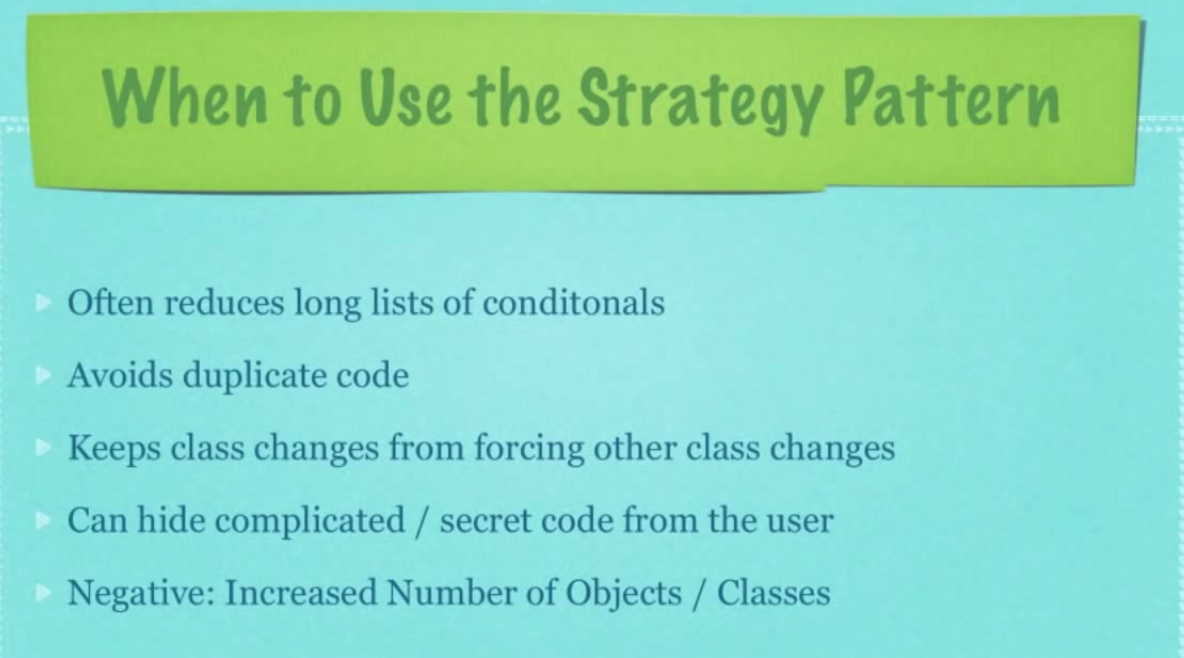 When to Use the Strategy Pattern
Often reduces long lists of conditonals
Avoids duplicate code
Keeps class changes from forcing other class changes
Can hide complicated / secret code from the user
Negative: Increased Number of Objects / Classes